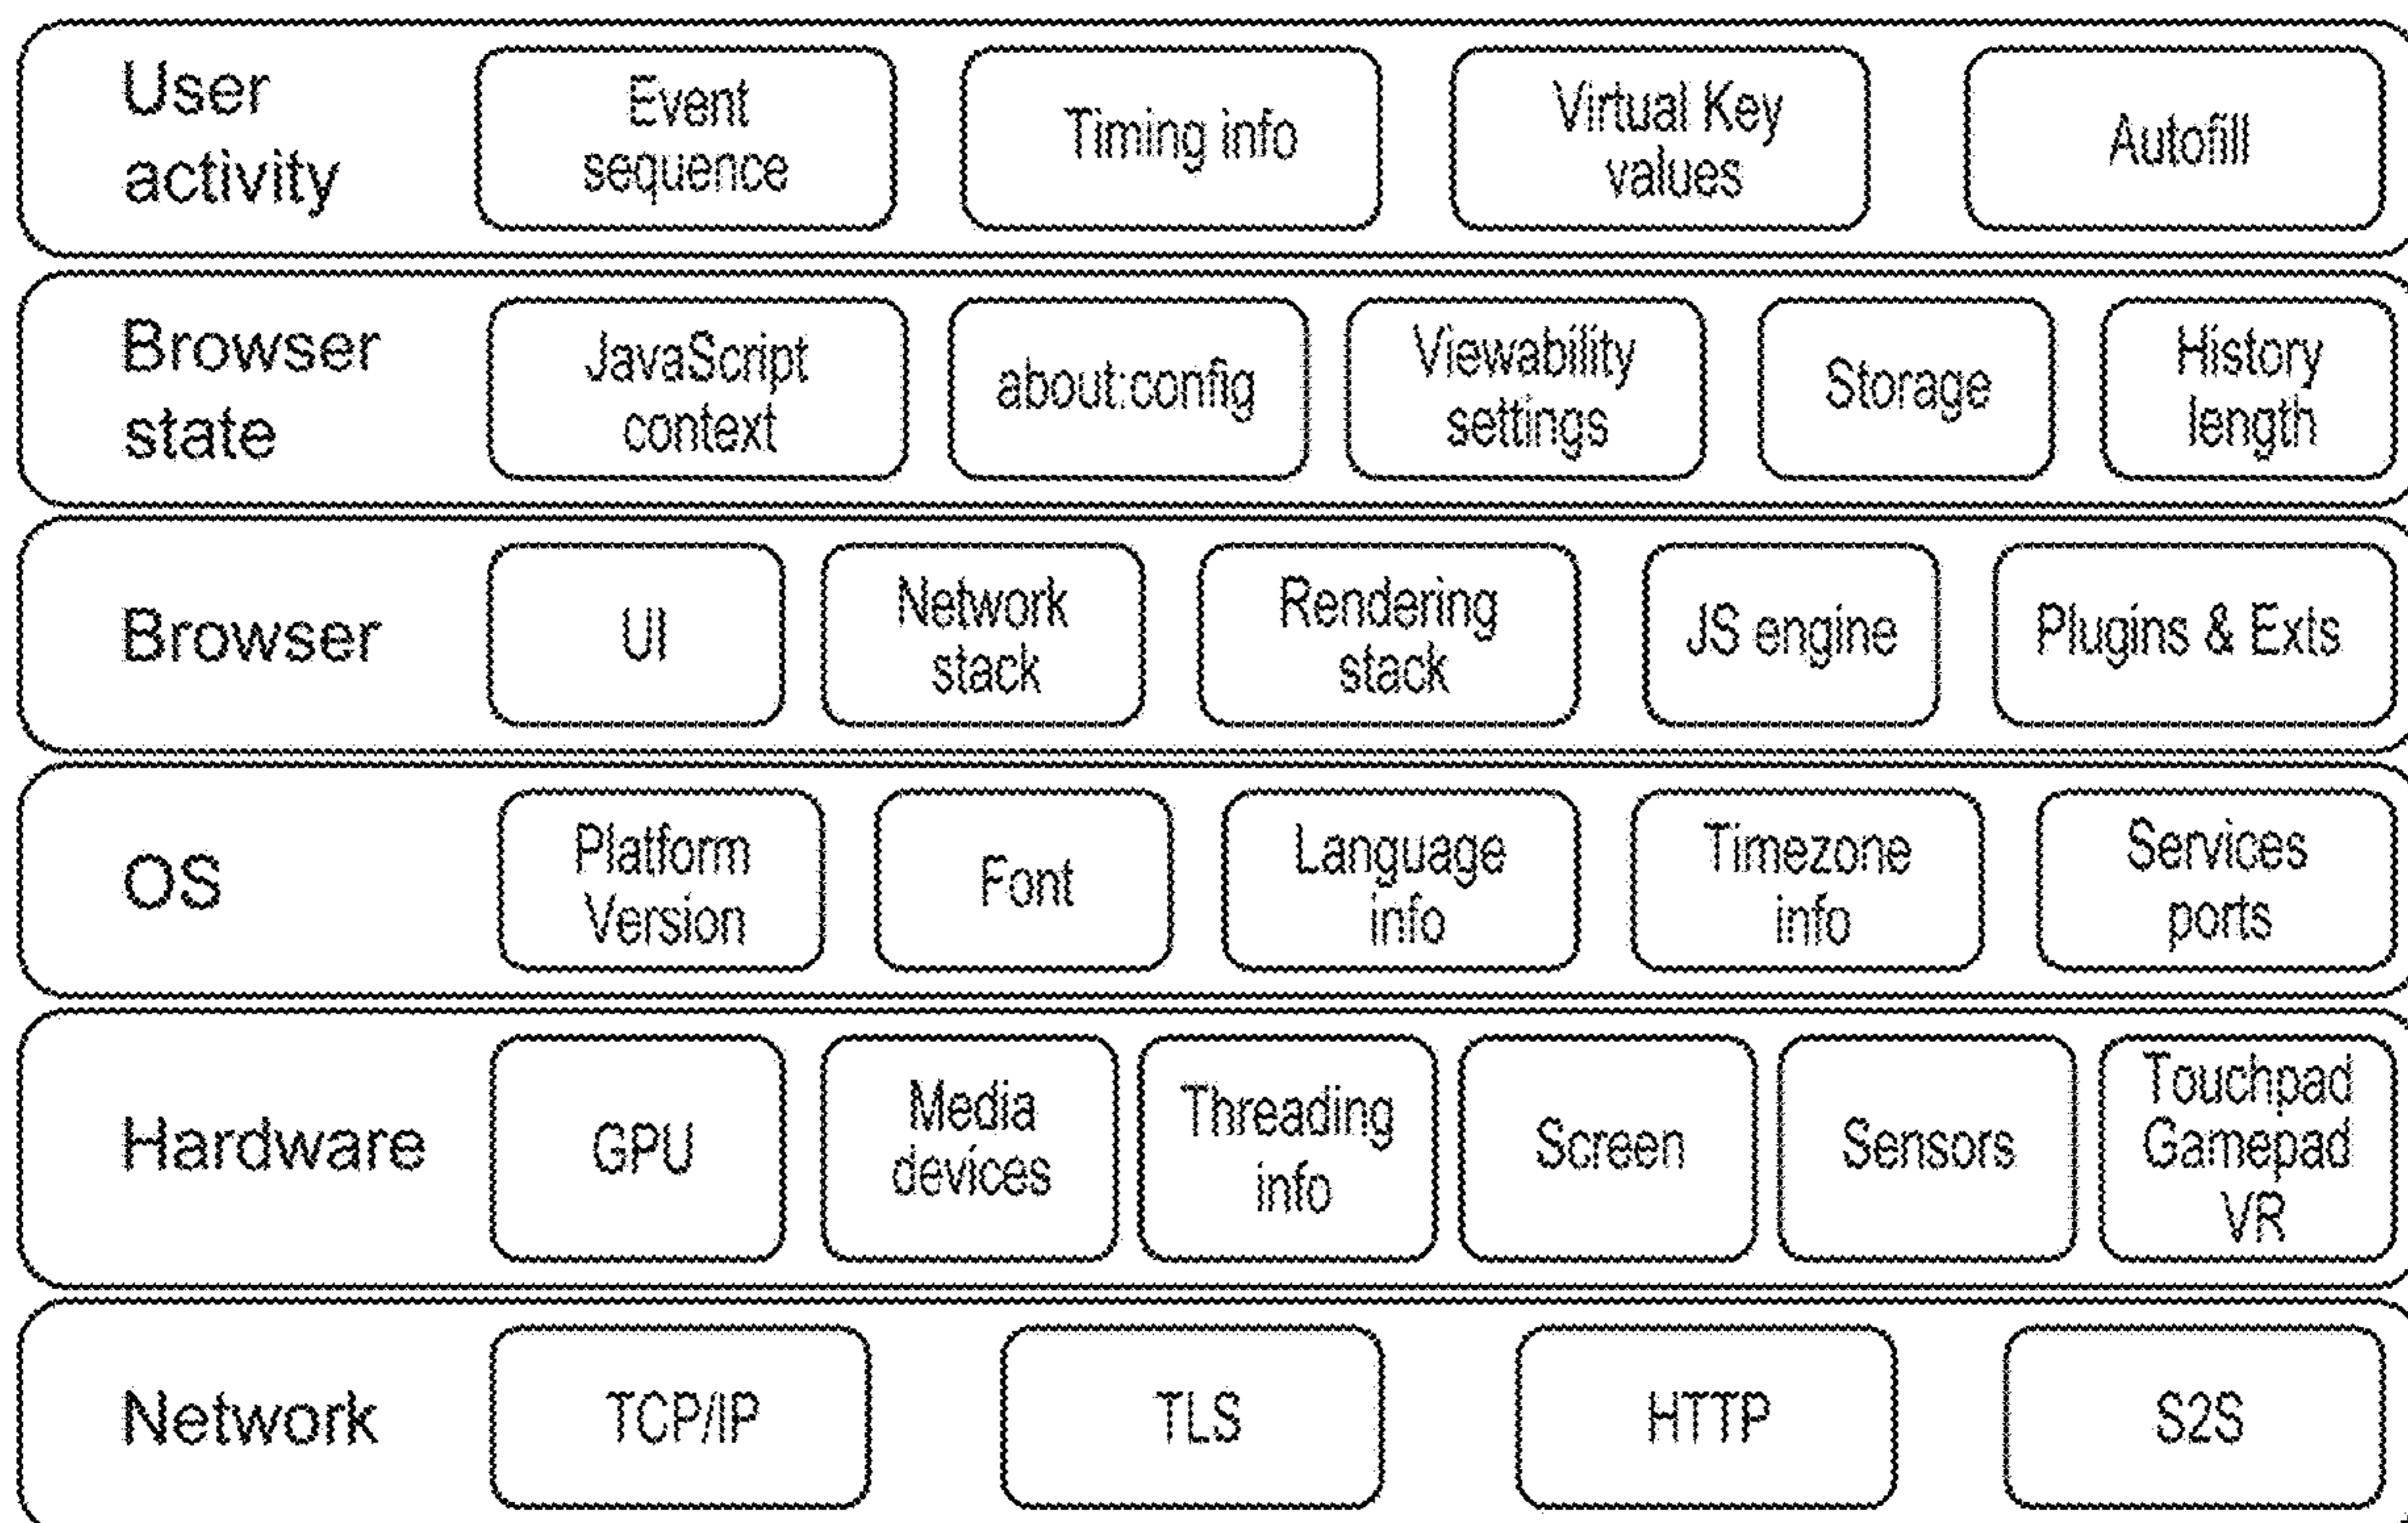 User
activity
Event
sequence
Timing info
Virtual Key
values
Autofill
Browser
state
JavaScript
context
about:config
Viewability
settings
Storage
History
length
Browser
UI
Network
stack
Rendering
stack
JS engine
Plugins & Exts
OS
Platform
Version
Font
Language
info
Timezone
info
Services
ports
Hardware
GPU
Media
devices
Threading
info
Screen
Sensors
Touchpad
Gamepad
VR
Network
TCP/IP
TLS
HTTP
S2S